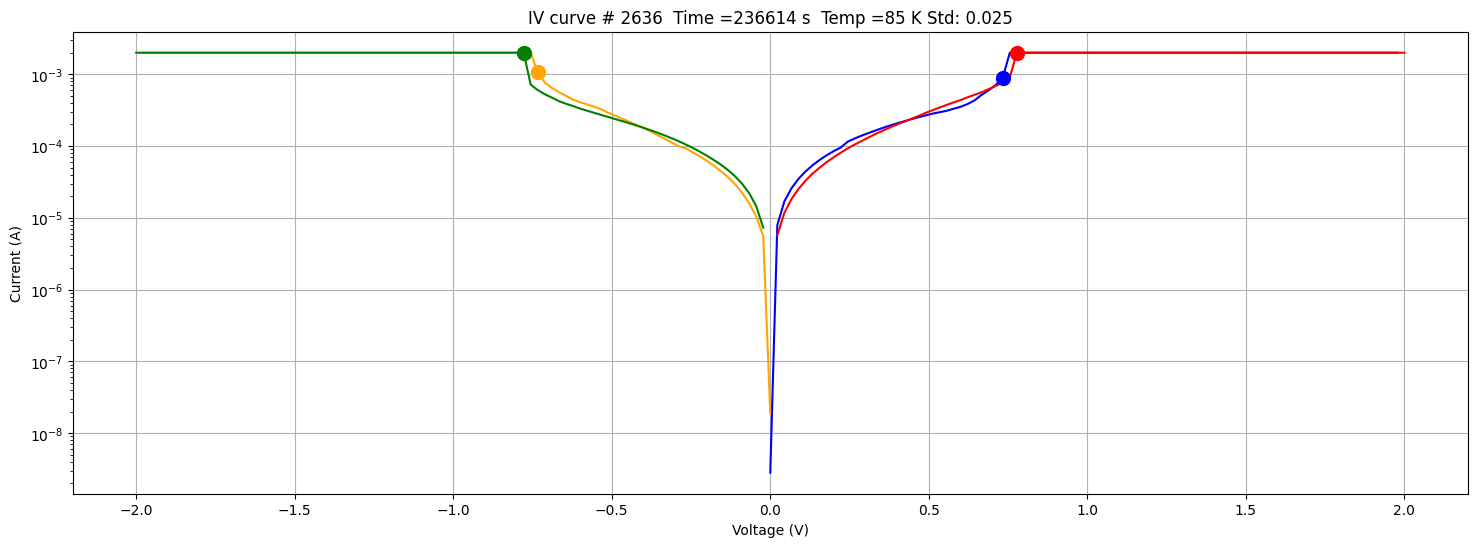 IV curve # 2636  Time =236614 s  Temp =85 K Std: 0.025
Current (A)
10⁻³
10⁻⁴
10⁻⁵
10⁻⁶
10⁻⁷
10⁻⁸
−2.0 −1.5 −1.0 −0.5 0.0 0.5 1.0 1.5 2.0
Voltage (V)